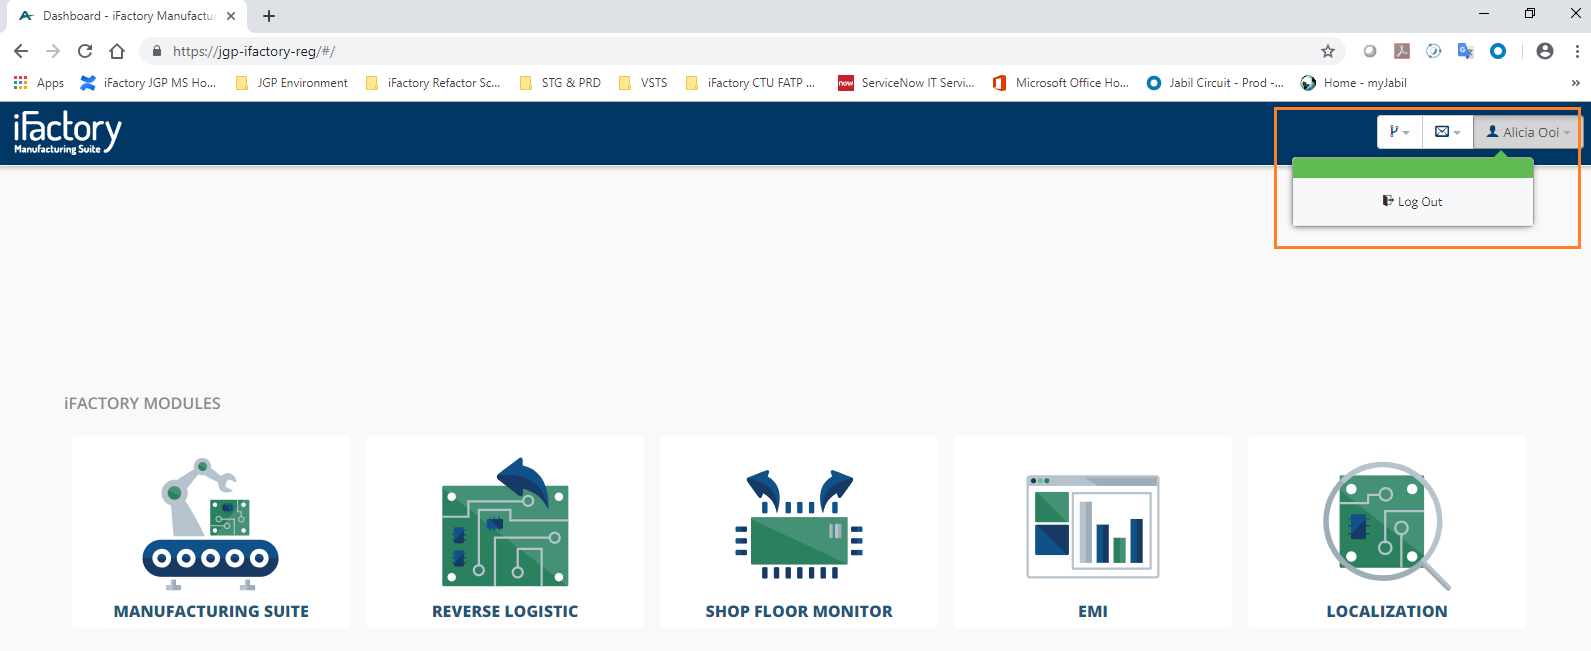 Dashboard - iFactory Manufactur
https://jgp-ifactory-reg/#/
Apps iFactory JGP MS Ho... JGP Environment iFactory Refactor Sc... STG & PRD VSTS iFactory CTU FATP ... now ServiceNow IT Servi... Microsoft Office Ho... Jabil Circuit - Prod -... Home - myJabil »
iFactory
Manufacturing Suite
Alicia Ooi
Log Out
iFACTORY MODULES
MANUFACTURING SUITE REVERSE LOGISTIC SHOP FLOOR MONITOR EMI LOCALIZATION